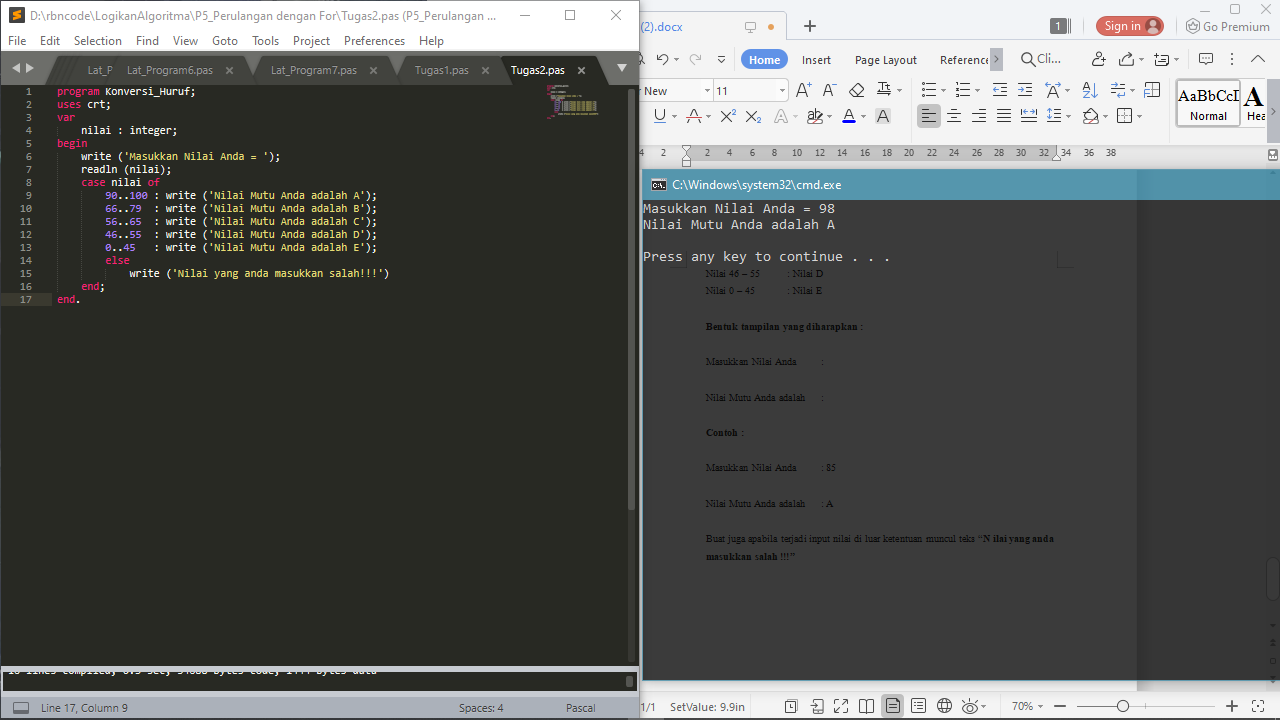 D:\rbncode\LogikanAlgoritma\P5_Perulangan dengan For\Tugas2.pas (P5_Perulangan ...
File Edit Selection Find View Goto Tools Project Preferences Help
Lat_P Lat_Program6.pas Lat_Program7.pas Tugas1.pas Tugas2.pas
1 program Konversi_Huruf;
2 uses crt;
3 var
4 nilai : integer;
5 begin
6 write ('Masukkan Nilai Anda = ');
7 readln (nilai);
8 case nilai of
9 90..100 : write ('Nilai Mutu Anda adalah A');
10 66..79 : write ('Nilai Mutu Anda adalah B');
11 56..65 : write ('Nilai Mutu Anda adalah C');
12 46..55 : write ('Nilai Mutu Anda adalah D');
13 0..45 : write ('Nilai Mutu Anda adalah E');
14 else
15 write ('Nilai yang anda masukkan salah!!!')
16 end;
17 end.
Line 17, Column 9 Spaces: 4 Pascal
(2).docx 1 Sign in Go Premium
Home Insert Page Layout Reference Cli...
New 11 AaBbCcI
Normal Hea
4 2 2 4 6 8 10 12 14 16 18 20 22 24 26 28 30 32 34 36 38
C:\Windows\system32\cmd.exe
Masukkan Nilai Anda = 98
Nilai Mutu Anda adalah A
Press any key to continue . . .
Nilai 46 – 55 : Nilai D
Nilai 0 – 45 : Nilai E
Bentuk tampilan yang diharapkan :
Masukkan Nilai Anda :
Nilai Mutu Anda adalah :
Contoh :
Masukkan Nilai Anda : 85
Nilai Mutu Anda adalah : A
Buat juga apabila terjadi input nilai di luar ketentuan muncul teks "N ilai yang anda
masukkan salah !!!"
1/1 SetValue: 9.9in 70%